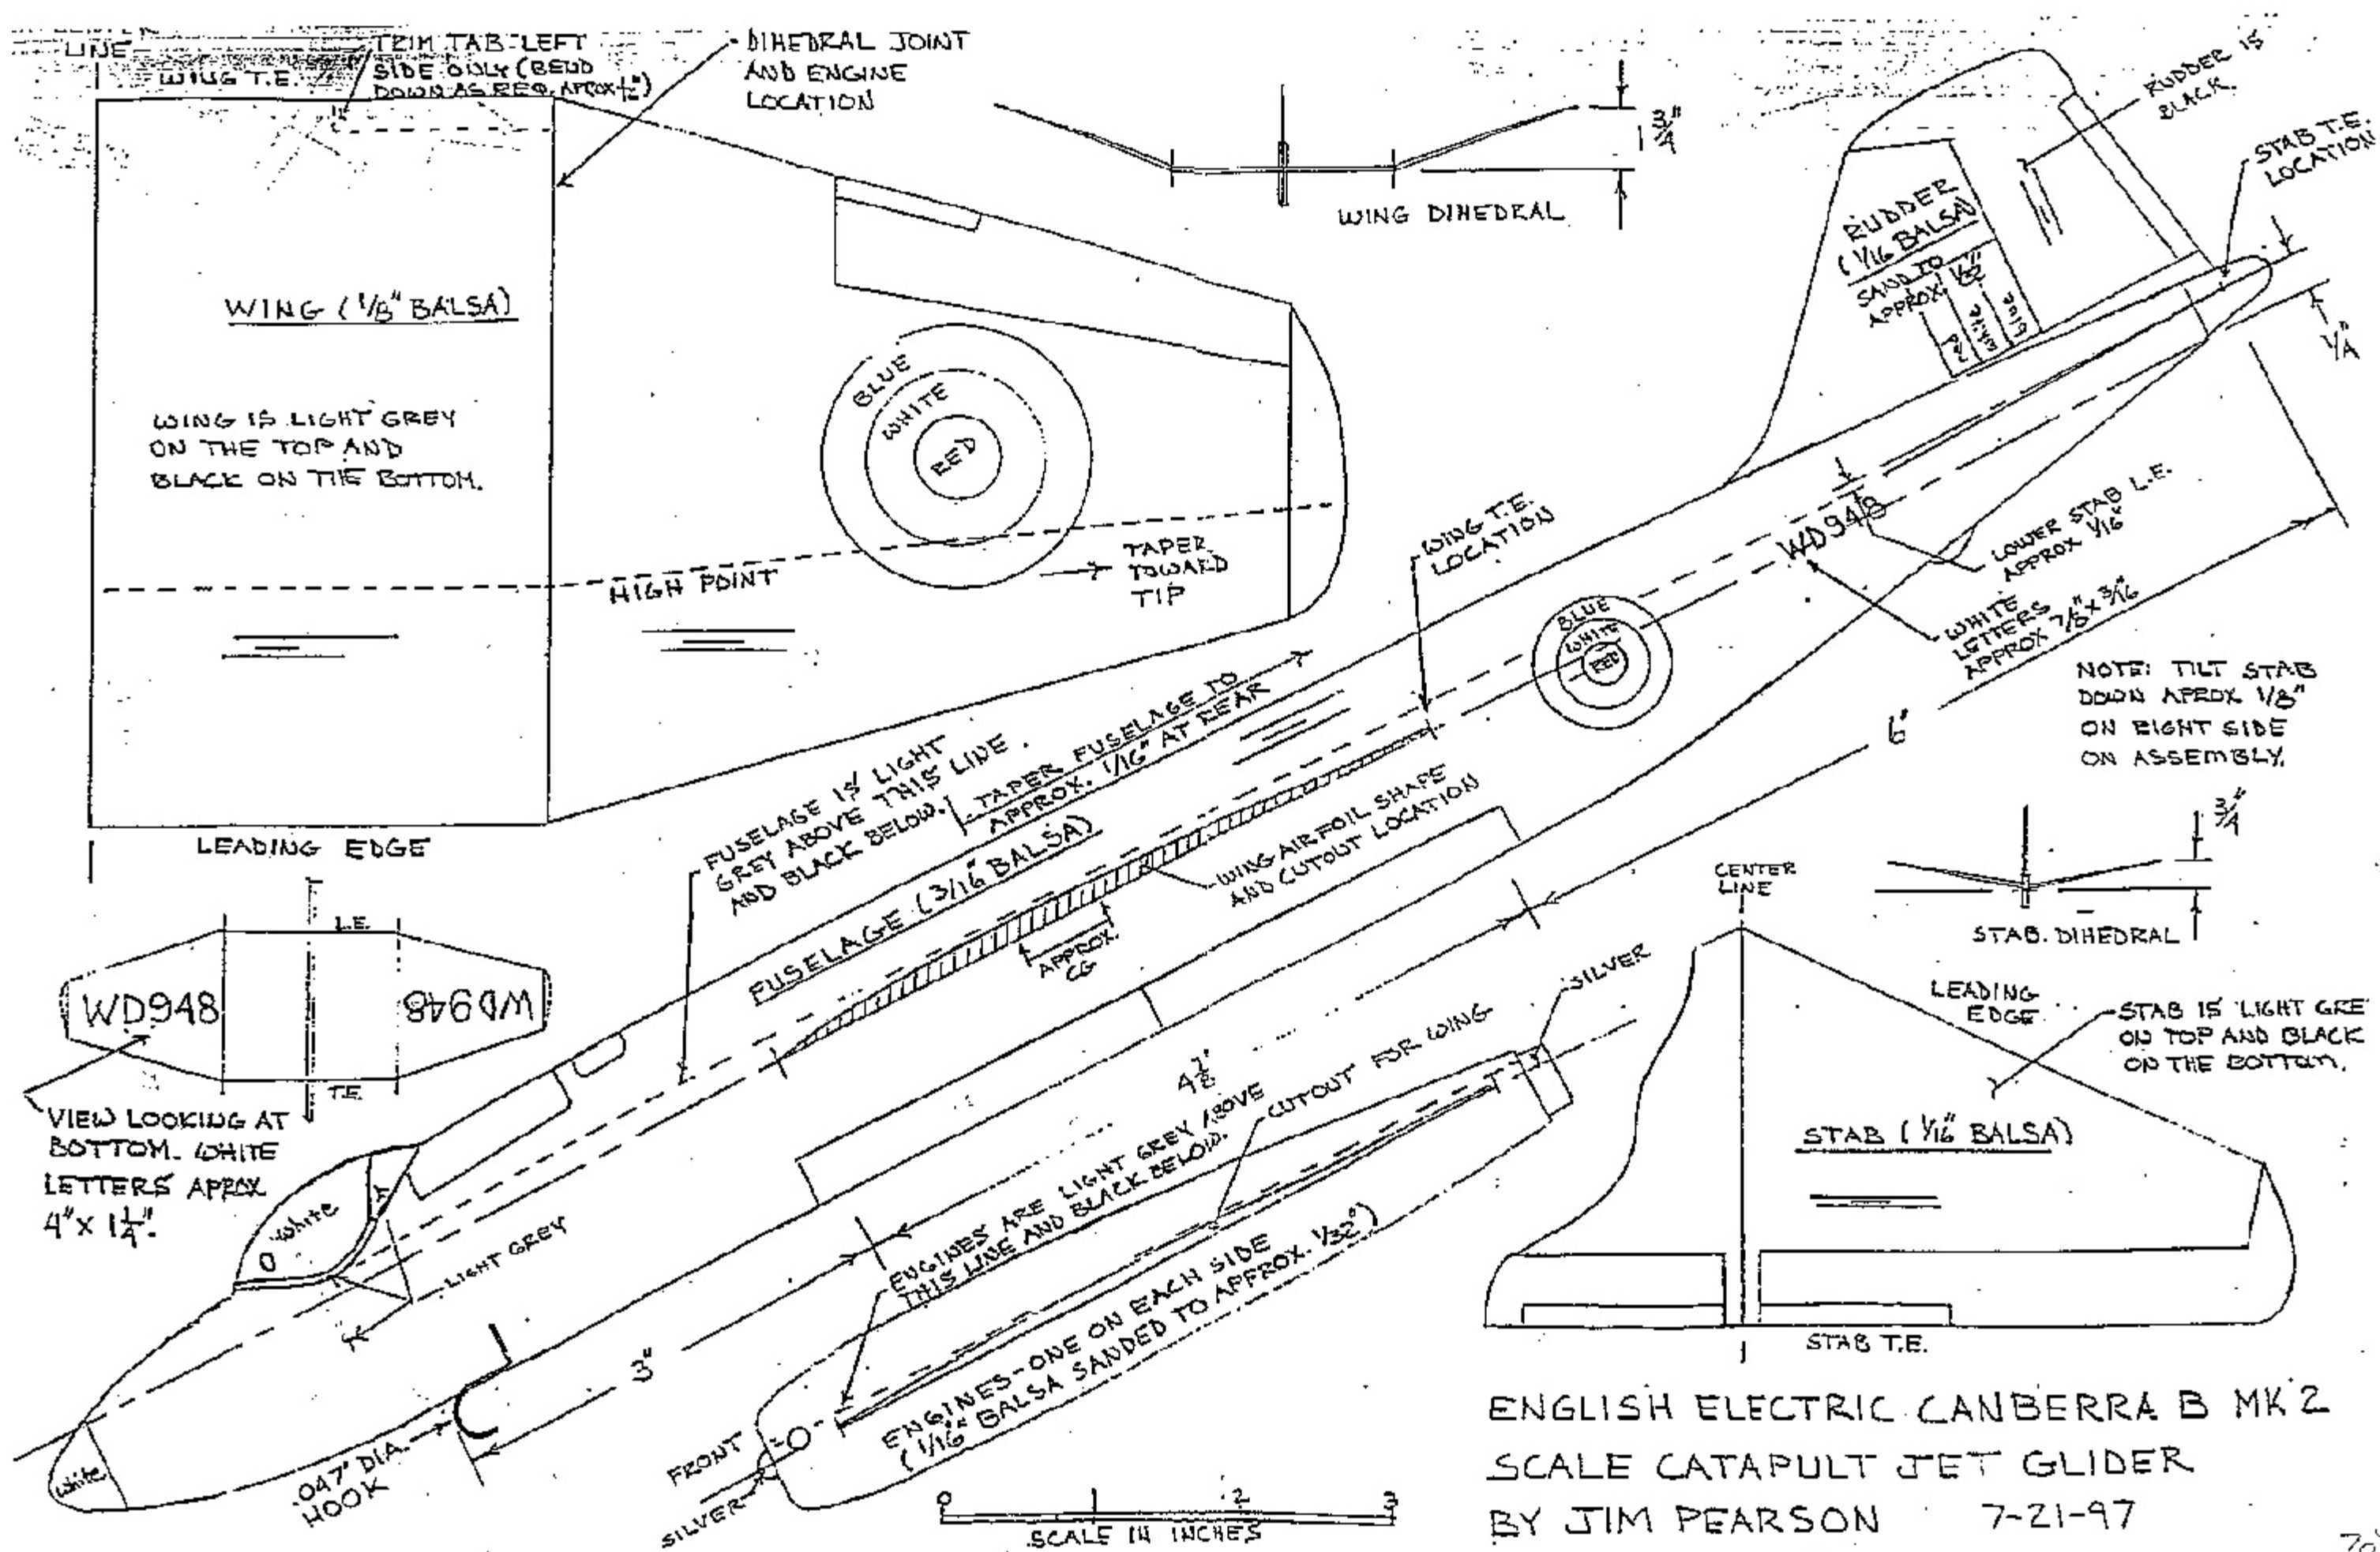 LINE
WING T.E.
TRIM TAB-LEFT
SIDE ONLY (BEND
DOWN AS REQ. APROX 1/2")
DIHEDRAL JOINT
AND ENGINE
LOCATION
WING (1/8" BALSA)
WING IS LIGHT GREY
ON THE TOP AND
BLACK ON THE BOTTOM.
BLUE
WHITE
RED
HIGH POINT
TAPER
TOWARD
TIP
LEADING EDGE
1 3/4"
WING DIHEDRAL
RUDDER IS
BLACK
STAB T.E.
LOCATION
RUDDER
(1/16 BALSA)
SAND TO
APPROX. 1/32"
Red
White
Blue
1/4"
WING T.E.
LOCATION
WD948
LOWER STAB L.E.
APPROX 1/16"
WHITE
LETTERS
APPROX 7/8" X 3/16
BLUE
WHITE
RED
6"
NOTE: TILT STAB
DOWN APROX 1/8"
ON RIGHT SIDE
ON ASSEMBLY.
FUSELAGE IS LIGHT
GREY ABOVE THIS LINE.
AND BLACK BELOW.
TAPER FUSELAGE TO
APPROX. 1/16" AT REAR
FUSELAGE (3/16" BALSA)
WING AIRFOIL SHAPE
AND CUTOUT LOCATION
APPROX.
CG
3/4"
STAB. DIHEDRAL
CENTER
LINE
LEADING
EDGE
STAB IS LIGHT GRE
ON TOP AND BLACK
ON THE BOTTOM.
STAB (1/16" BALSA)
STAB T.E.
L.E.
WD948
WD948
T.E.
VIEW LOOKING AT
BOTTOM. WHITE
LETTERS APROX
4" X 1 1/4".
White
LIGHT GREY
White
.047" DIA.
HOOK
3"
4 7/8"
SILVER
CUTOUT FOR WING
ENGINES ARE LIGHT GREY ABOVE
THIS LINE AND BLACK BELOW.
ENGINES-ONE ON EACH SIDE
(1/16" BALSA SANDED TO APPROX. 1/32")
FRONT
SILVER
0 1 2 3
SCALE IN INCHES
ENGLISH ELECTRIC CANBERRA B MK 2
SCALE CATAPULT JET GLIDER
BY JIM PEARSON 7-21-97